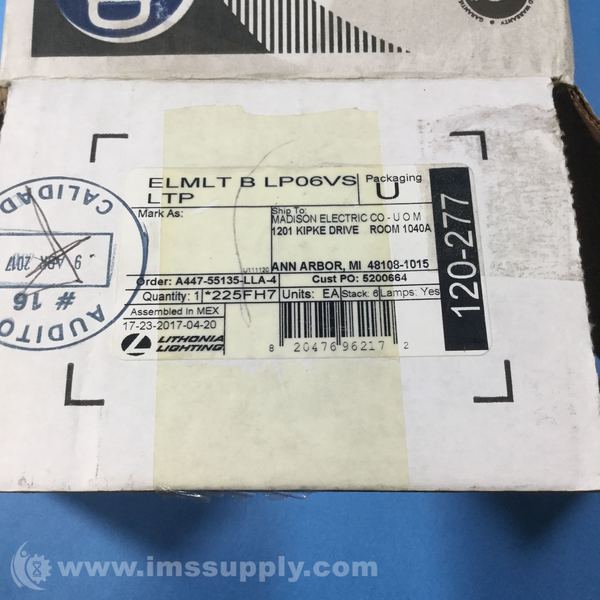 ELMLT B LP06VS
LTP
Packaging
U
Mark As:
Ship To:
MADISON ELECTRIC CO - U O M
1201 KIPKE DRIVE ROOM 1040A
U111120
ANN ARBOR, MI 48108-1015
Order: A447-55135-LLA-4
Cust PO: 5200664
Quantity: 1 *225FH7 Units: EA Stack: 6 Lamps: Yes
Assembled in MEX
17-23-2017-04-20
LITHONIA
LIGHTING
8 20476 96217 2
120-277
CALIDAD
9 ABR 2017
# 16
AUDITO
WARRANTY
www.imssupply.com